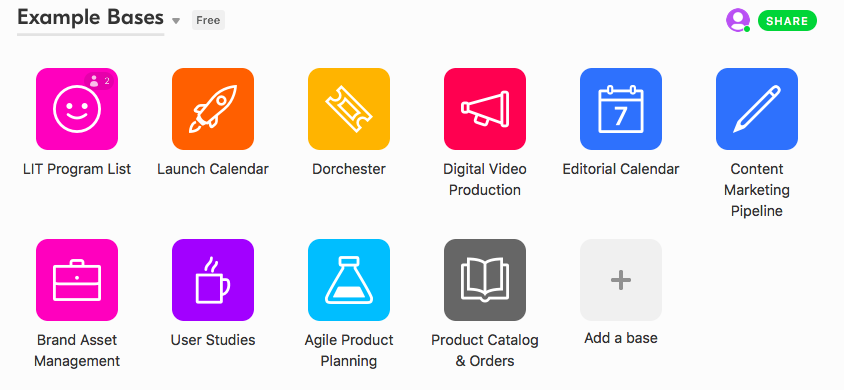 Example Bases
Free
SHARE
2
LIT Program List
Launch Calendar
Dorchester
Digital Video
Production
7
Editorial Calendar
Content
Marketing
Pipeline
Brand Asset
Management
User Studies
Agile Product
Planning
Product Catalog
& Orders
Add a base